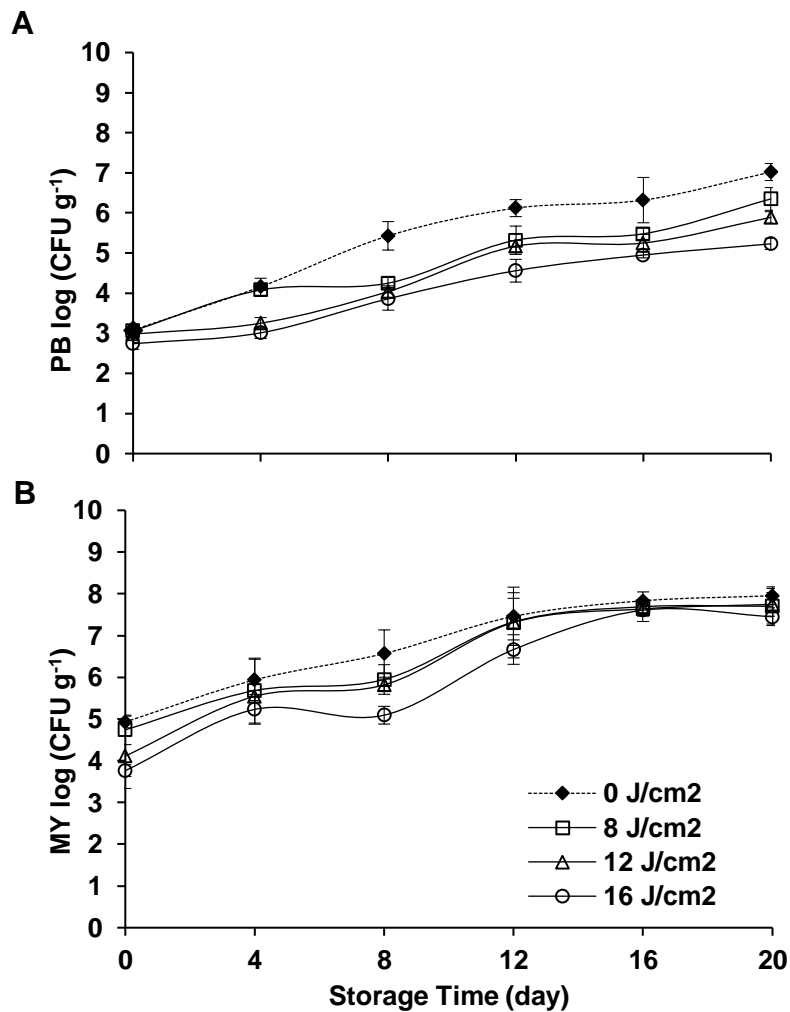 A
10
9
8
7
6
5
4
3
2
1
0
PB log (CFU g-1)
B
10
9
8
7
6
5
4
3
2
1
0
MY log (CFU g-1)
0 J/cm2
8 J/cm2
12 J/cm2
16 J/cm2
0 4 8 12 16 20
Storage Time (day)